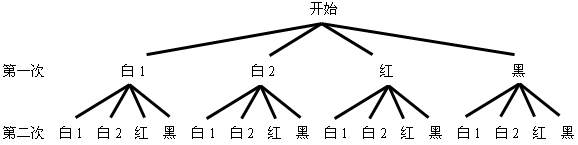 开始
第一次 白1 白2 红 黑
第二次 白1 白2 红 黑 白1 白2 红 黑 白1 白2 红 黑 白1 白2 红 黑